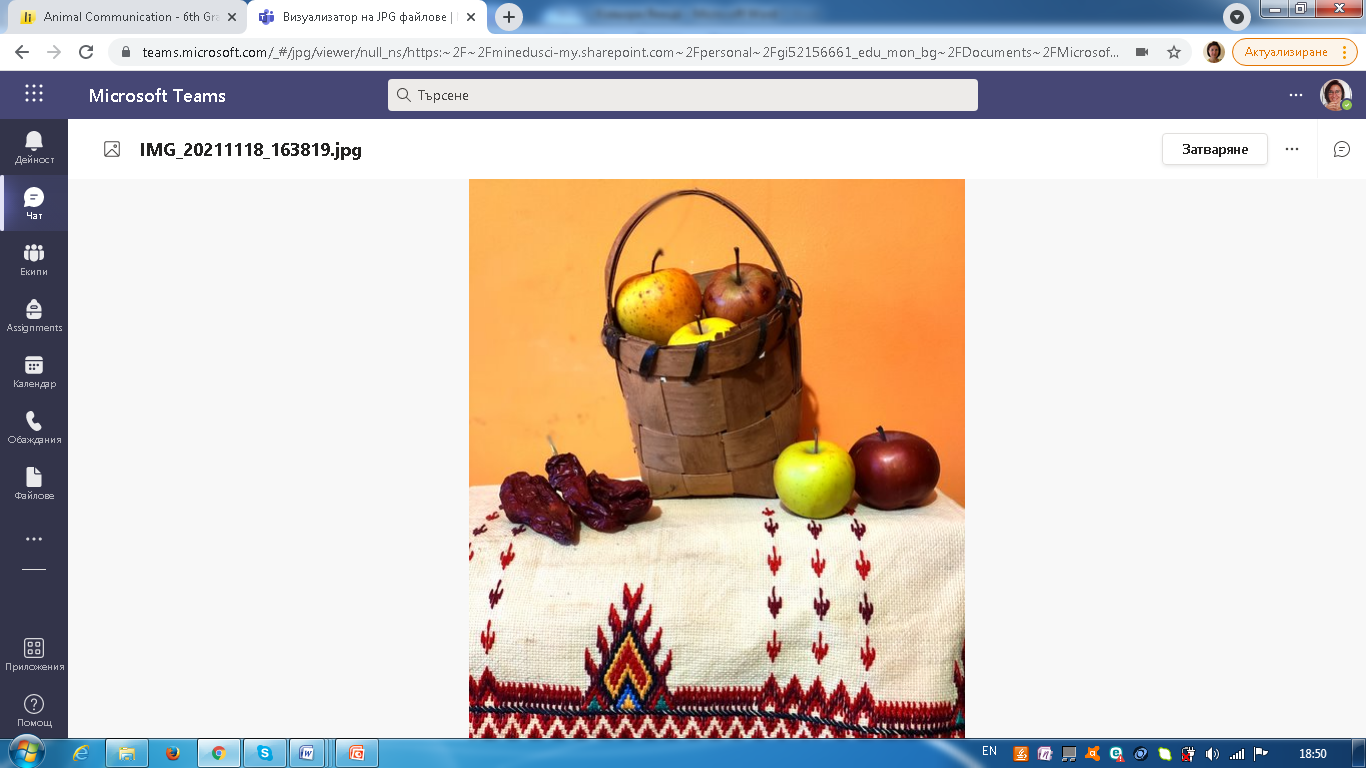 Animal Communication - 6th Gra
Визуализатор на JPG файлове |
teams.microsoft.com/_#/jpg/viewer/null_ns/https:~2F~2Fminedusci-my.sharepoint.com~2Fpersonal~2Fgi52156661_edu_mon_bg~2FDocuments~2FMicrosof...
Актуализиране
Microsoft Teams
Търсене
IMG_20211118_163819.jpg
Затваряне
Дейност
Чат
Екипи
Assignments
Календар
Обаждания
Файлове
Приложения
Помощ
EN
18:50